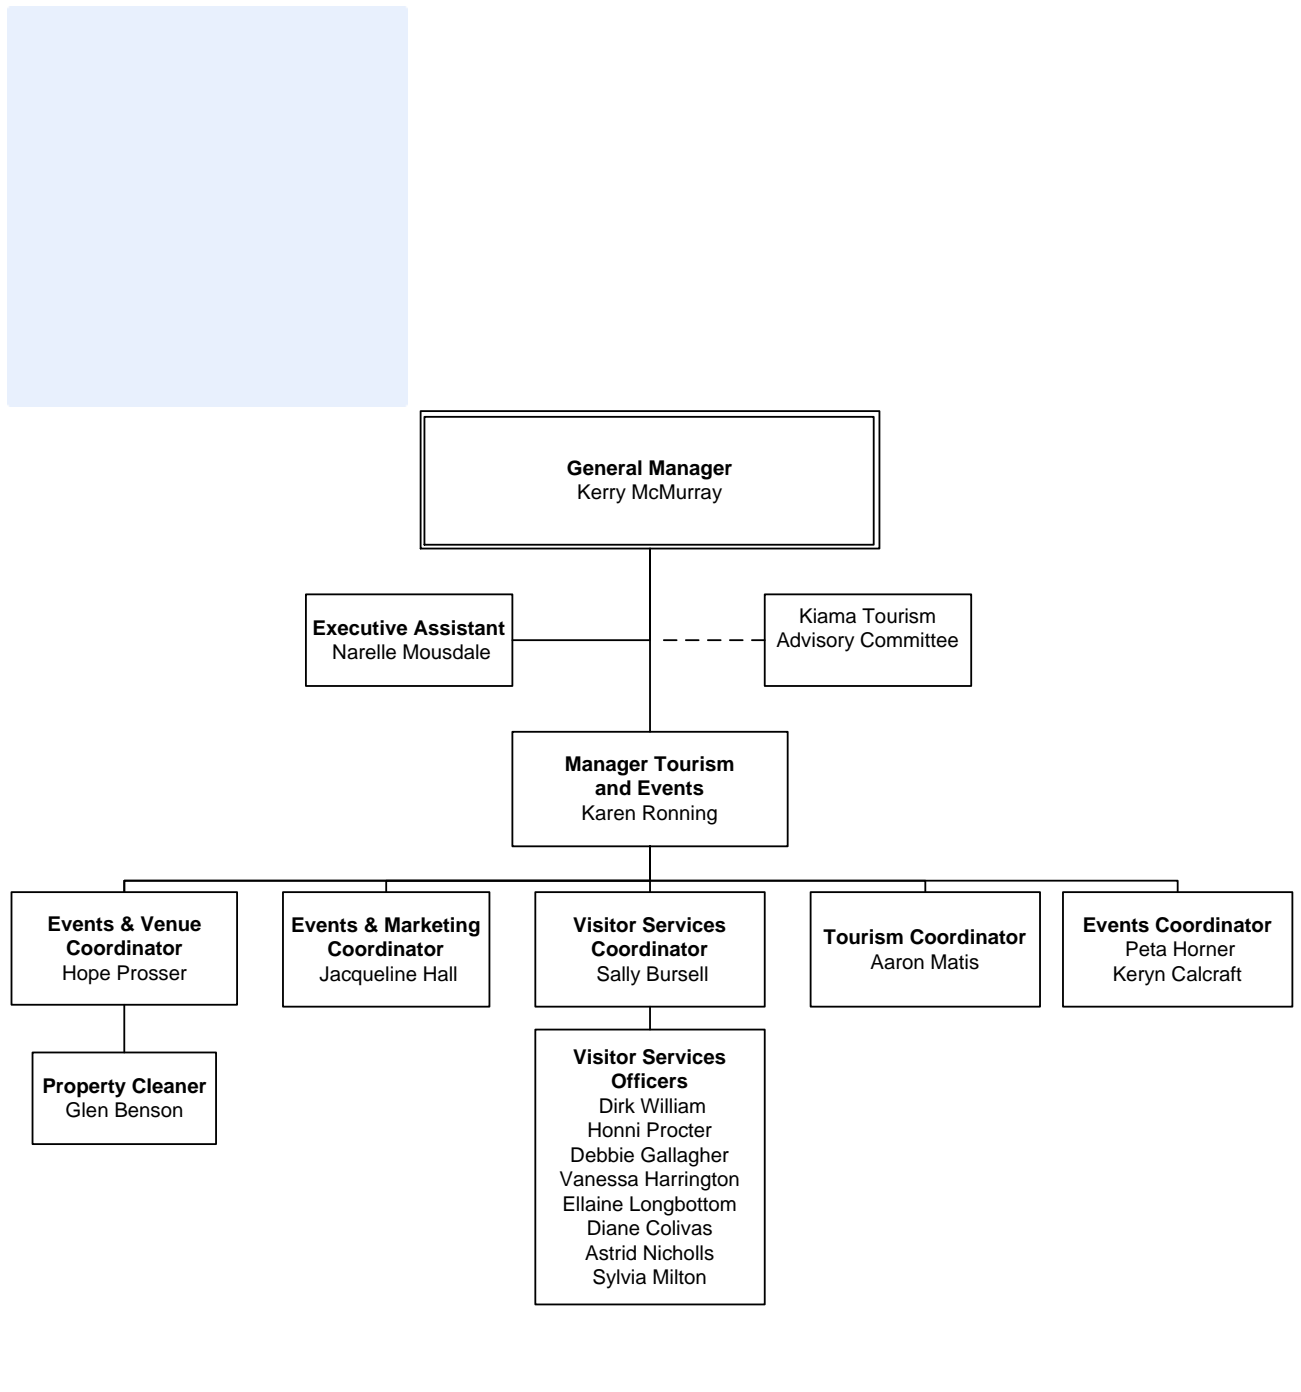 General Manager
Kerry McMurray
Executive Assistant
Narelle Mousdale
Kiama Tourism
Advisory Committee
Manager Tourism
and Events
Karen Ronning
Events & Venue
Coordinator
Hope Prosser
Events & Marketing
Coordinator
Jacqueline Hall
Visitor Services
Coordinator
Sally Bursell
Tourism Coordinator
Aaron Matis
Events Coordinator
Peta Horner
Keryn Calcraft
Property Cleaner
Glen Benson
Visitor Services
Officers
Dirk William
Honni Procter
Debbie Gallagher
Vanessa Harrington
Ellaine Longbottom
Diane Colivas
Astrid Nicholls
Sylvia Milton